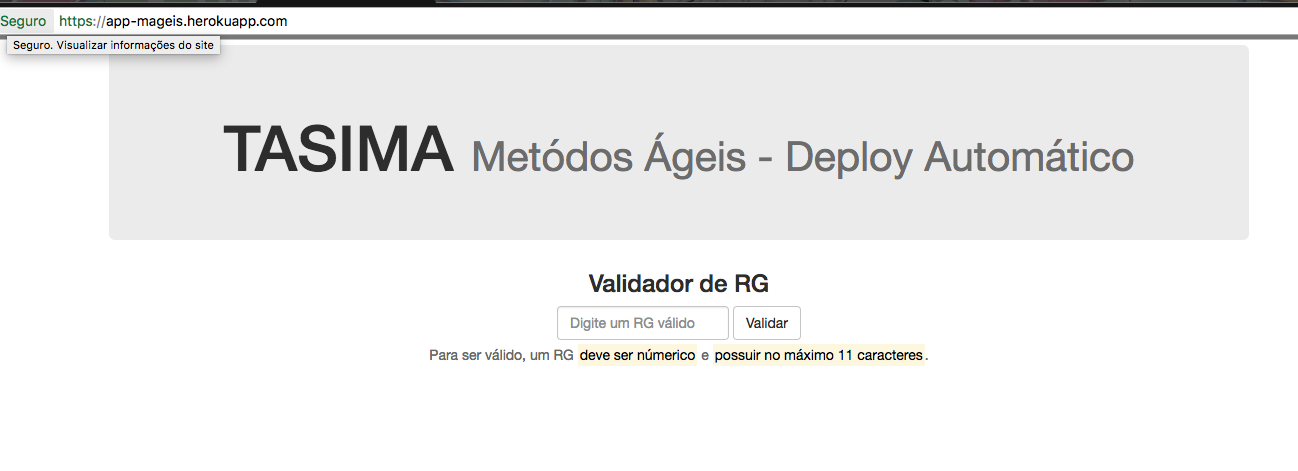 Seguro https://app-mageis.herokuapp.com
Seguro. Visualizar informações do site
TASIMA Metódos Ágeis - Deploy Automático
Validador de RG
Digite um RG válido Validar
Para ser válido, um RG deve ser númerico e possuir no máximo 11 caracteres.